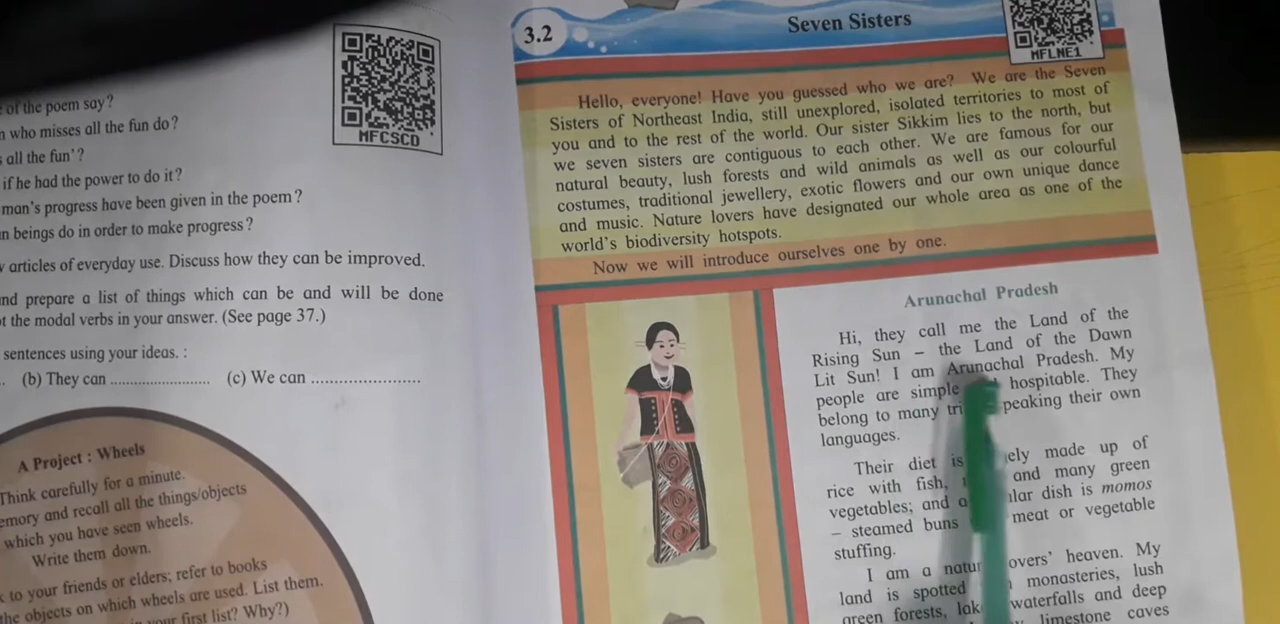 of the poem say?
who misses all the fun do?
all the fun'?
if he had the power to do it?
man's progress have been given in the poem?
beings do in order to make progress?
articles of everyday use. Discuss how they can be improved.
prepare a list of things which can be and will be done
the modal verbs in your answer. (See page 37.)
sentences using your ideas. :
(b) They can .......................... (c) We can ..........................
A Project : Wheels
Think carefully for a minute.
and recall all the things/objects
which you have seen wheels.
Write them down.
to your friends or elders; refer to books
the objects on which wheels are used. List them.
your first list? Why?)
MFCSCD
3.2
Seven Sisters
MFLNE1
Hello, everyone! Have you guessed who we are? We are the Seven
Sisters of Northeast India, still unexplored, isolated territories to most of
you and to the rest of the world. Our sister Sikkim lies to the north, but
we seven sisters are contiguous to each other. We are famous for our
natural beauty, lush forests and wild animals as well as our colourful
costumes, traditional jewellery, exotic flowers and our own unique dance
and music. Nature lovers have designated our whole area as one of the
world's biodiversity hotspots.
Now we will introduce ourselves one by one.
Arunachal Pradesh
Hi, they call me the Land of the
Rising Sun – the Land of the Dawn
Lit Sun! I am Arunachal Pradesh. My
people are simple hospitable. They
belong to many their own
languages.
Their diet is made up of
rice with fish, and many green
vegetables; and a dish is momos
– steamed buns meat or vegetable
stuffing.
I am a heaven. My
land is spotted monasteries, lush
green forests, waterfalls and deep
limestone caves